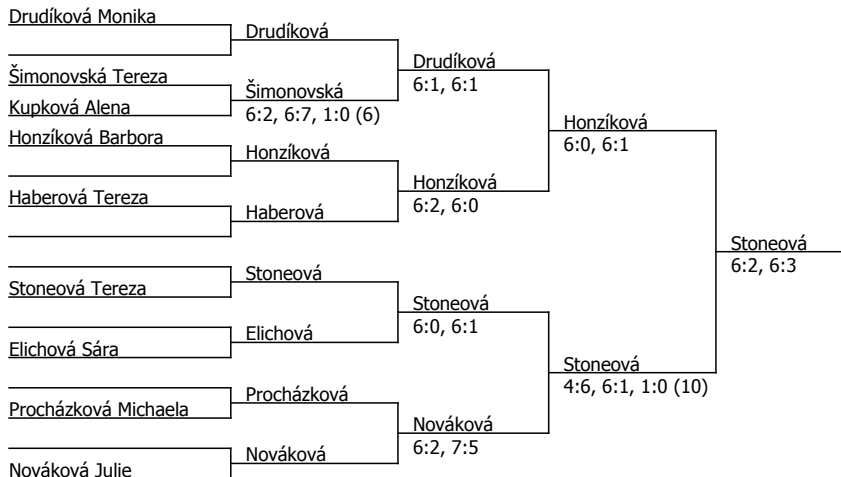 Drudíková Monika
Šimonovská Tereza
Kupková Alena
Honzíková Barbora
Haberová Tereza
Stoneová Tereza
Elichová Sára
Procházková Michaela
Nováková Julie
Drudíková
Šimonovská
6:2, 6:7, 1:0 (6)
Honzíková
Haberová
Stoneová
Elichová
Procházková
Nováková
Drudíková
6:1, 6:1
Honzíková
6:2, 6:0
Stoneová
6:0, 6:1
Nováková
6:2, 7:5
Honzíková
6:0, 6:1
Stoneová
4:6, 6:1, 1:0 (10)
Stoneová
6:2, 6:3